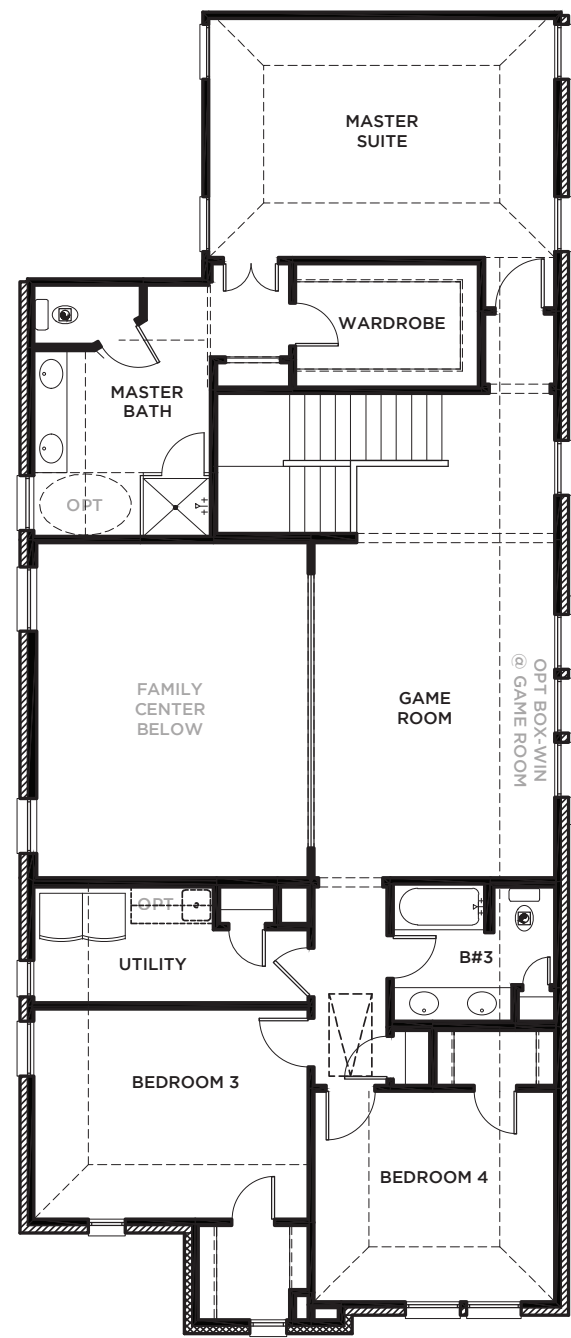 MASTER
SUITE
WARDROBE
MASTER
BATH
OPT
FAMILY
CENTER
BELOW
GAME
ROOM
OPT BOX-WIN
@ GAME ROOM
OPT
UTILITY
B#3
BEDROOM 3
BEDROOM 4